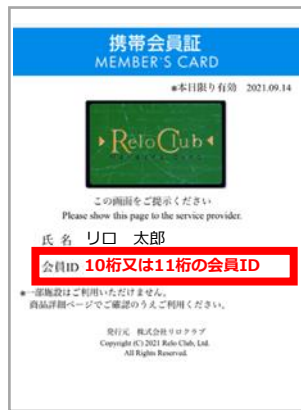 携帯会員証
MEMBER'S CARD
※本日限り有効 2021.09.14
Relo Club
この画面をご提示ください
Please show this page to the service provider.
氏 名 リロ 太郎
会員ID 10桁又は11桁の会員ID
※一部施設はご利用いただけません。
商品詳細ページでご確認のうえご利用ください。
発行元 株式会社リロクラブ
Copyright (C) 2021 Relo Club, Ltd.
All Rights Reserved.